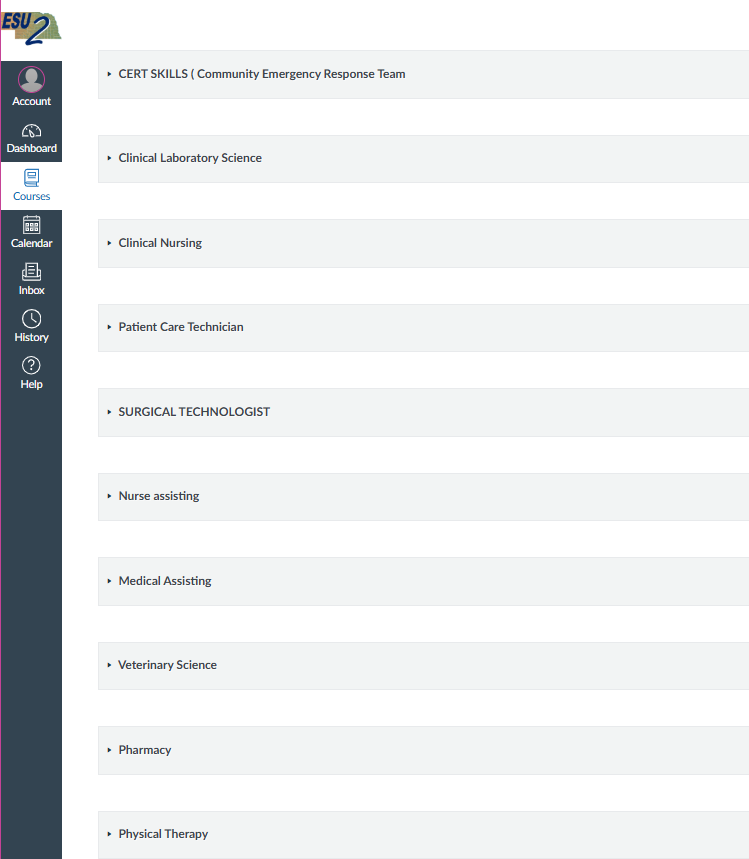 ESU 2
Account
Dashboard
Courses
Calendar
Inbox
History
Help
CERT SKILLS ( Community Emergency Response Team
Clinical Laboratory Science
Clinical Nursing
Patient Care Technician
SURGICAL TECHNOLOGIST
Nurse assisting
Medical Assisting
Veterinary Science
Pharmacy
Physical Therapy